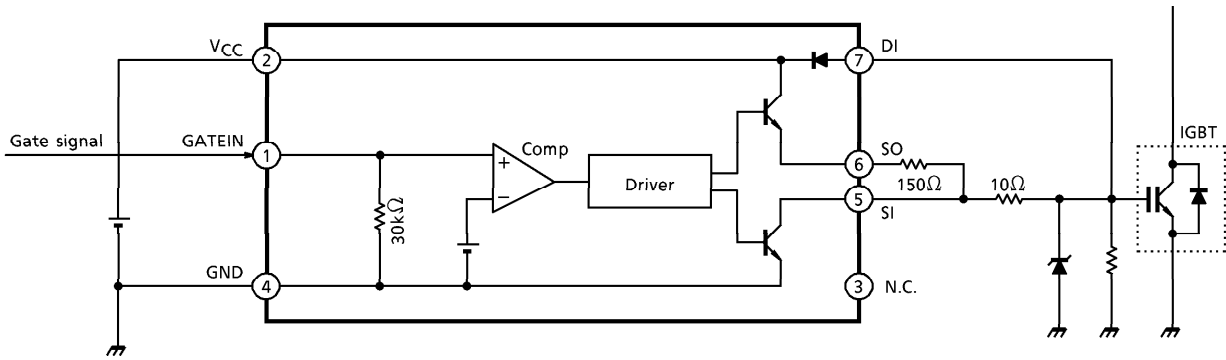 VCC
2
7
DI
IGBT
Gate signal
GATEIN
1
Comp
+
−
Driver
30kΩ
6
SO
150Ω
10Ω
5
SI
GND
4
3
N.C.